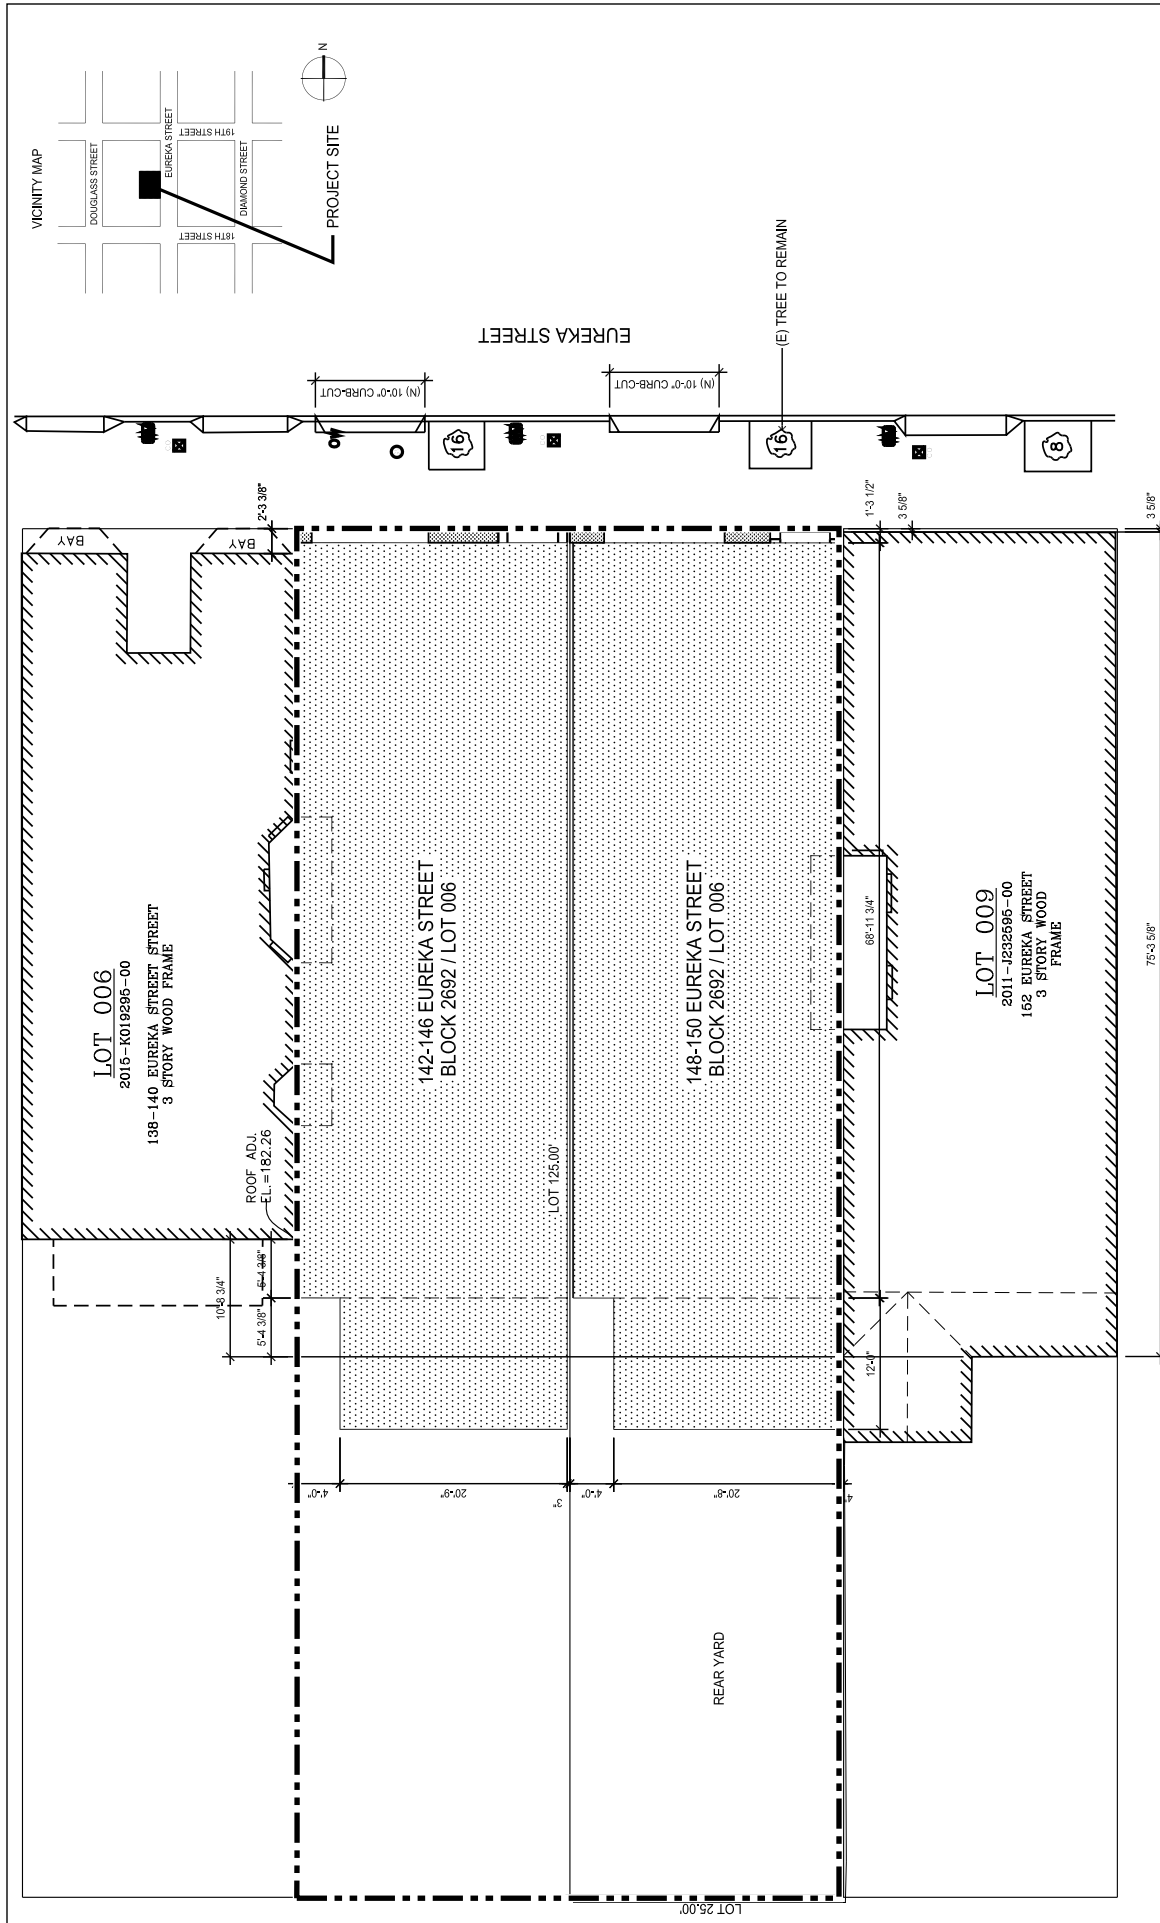 VICINITY MAP
N
DOUGLASS STREET
EUREKA STREET
19TH STREET
DIAMOND STREET
18TH STREET
PROJECT SITE
EUREKA STREET
(N) 10'-0" CURB-CUT
(N) 10'-0" CURB-CUT
(E) TREE TO REMAIN
16
16
8
2'-3 3/8"
1'-3 1/2"
3 5/8"
3 5/8"
BAY
BAY
LOT 006
2015-K019295-00
138-140 EUREKA STREET STREET
3 STORY WOOD FRAME
ROOF ADJ.
EL.=182.26
142-146 EUREKA STREET
BLOCK 2692 / LOT 006
148-150 EUREKA STREET
BLOCK 2692 / LOT 006
LOT 125.00'
68'-11 3/4"
LOT 009
2011-J232595-00
152 EUREKA STREET
3 STORY WOOD
FRAME
75'-3 5/8"
10'-8 3/4"
5'-4 3/8"
5'-4 3/8"
12'-0"
4'-0"
20'-9"
3"
4'-0"
20'-8"
4"
REAR YARD
LOT 25.00'